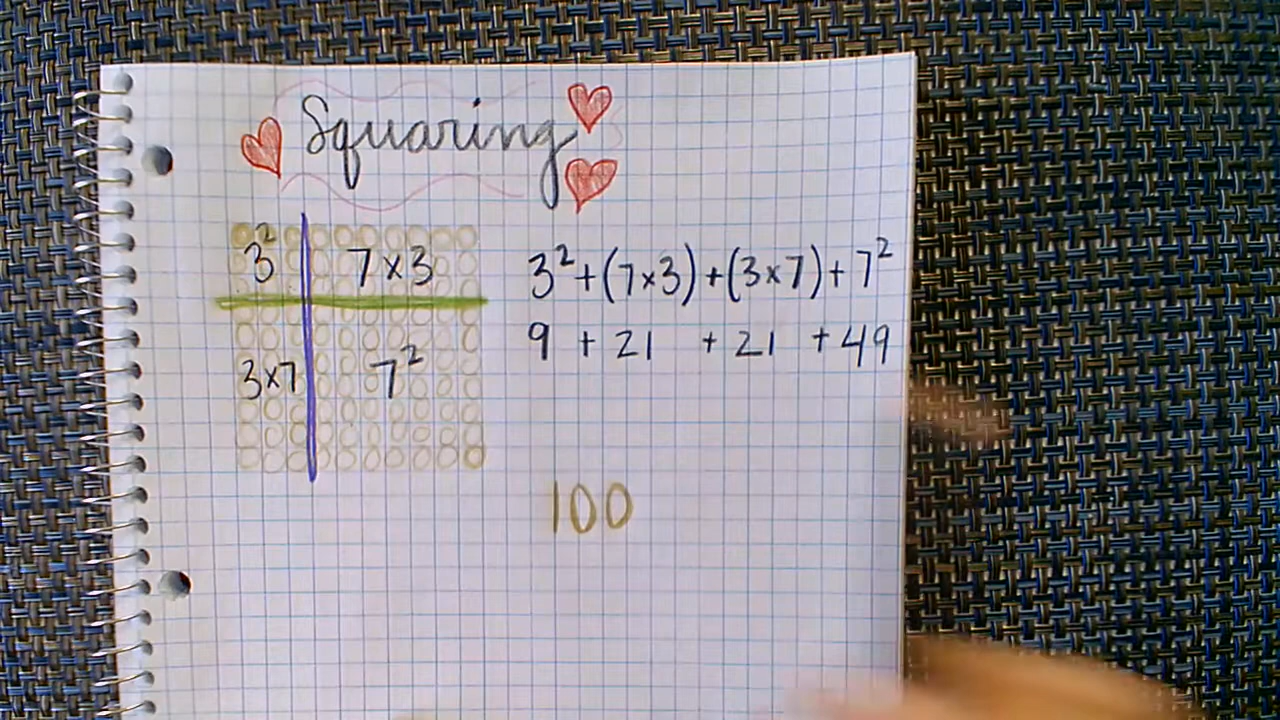 Squaring
3² 7×3
3×7 7²
3²+(7×3)+(3×7)+7²
9 + 21 + 21 + 49
100